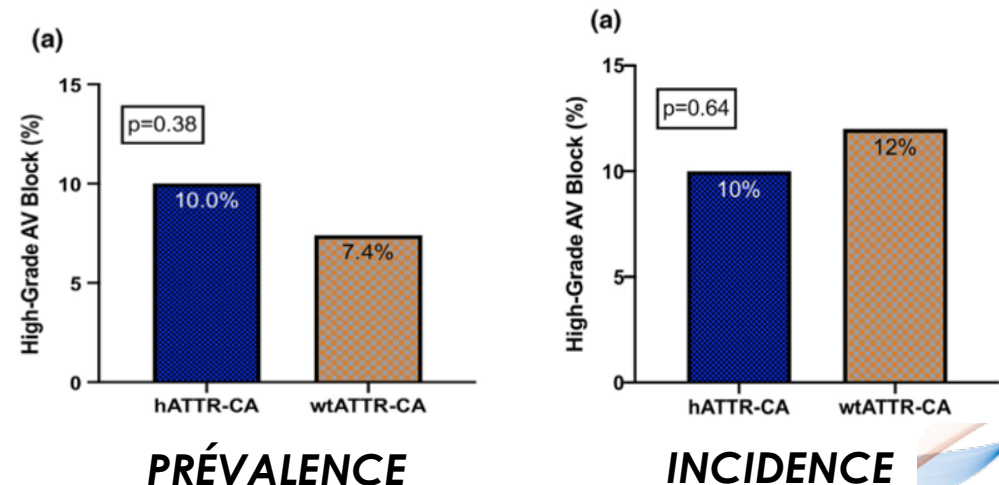 (a)
15
p=0.38
10
10.0%
7.4%
5
0
High-Grade AV Block (%)
hATTR-CA wtATTR-CA
PRÉVALENCE
(a)
15
p=0.64
12%
10
10%
5
0
High-Grade AV Block (%)
hATTR-CA wtATTR-CA
INCIDENCE